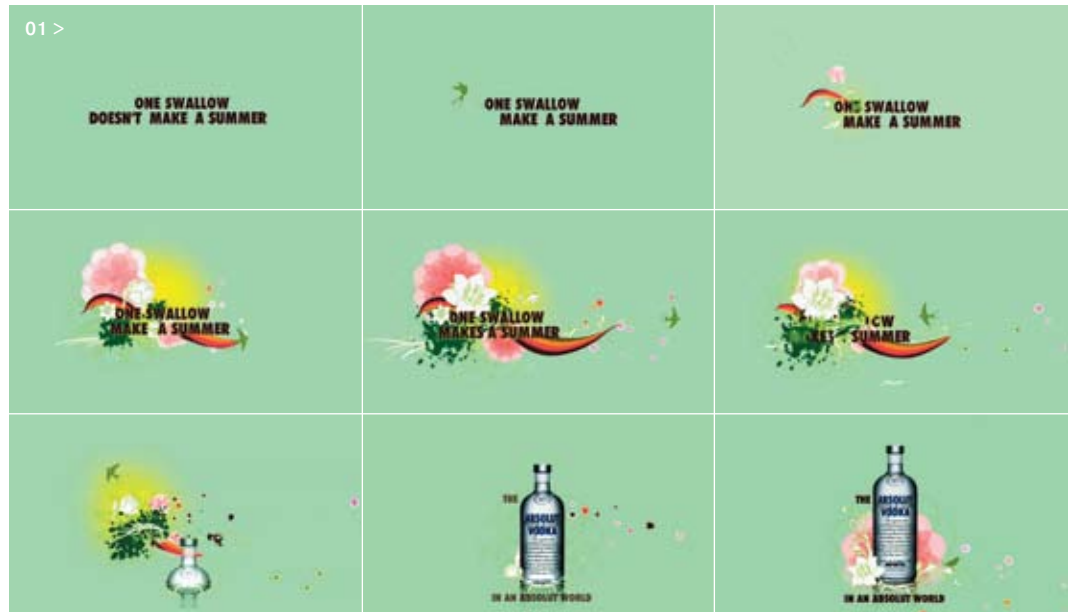 01 >
ONE SWALLOW
DOESN'T MAKE A SUMMER
ONE SWALLOW
MAKE A SUMMER
ONE SWALLOW
MAKE A SUMMER
ONE SWALLOW
MAKE A SUMMER
ONE SWALLOW
MAKES A SUMMER
SUMMER
THE
ABSOLUT
VODKA
IN AN ABSOLUT WORLD
THE ABSOLUT
VODKA
IN AN ABSOLUT WORLD